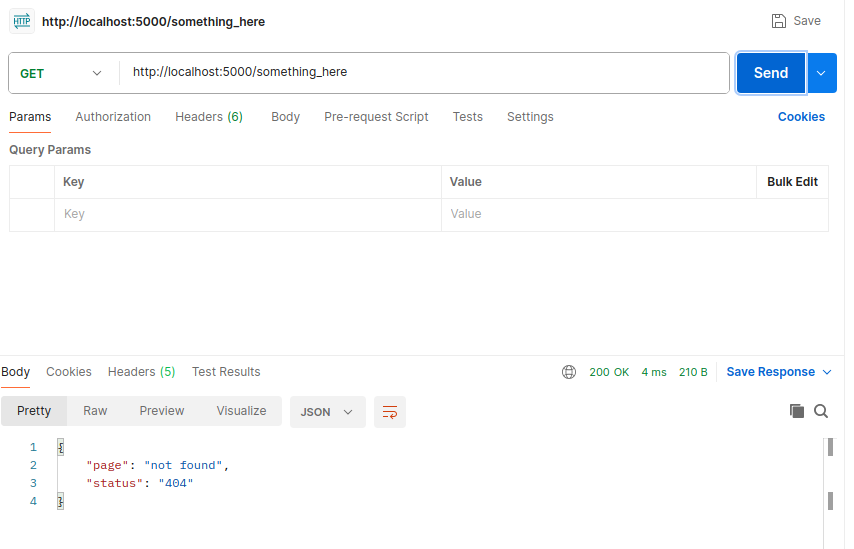 HTTP http://localhost:5000/something_here Save
GET http://localhost:5000/something_here Send
Params Authorization Headers (6) Body Pre-request Script Tests Settings Cookies
Query Params
Key Value Bulk Edit
Key Value
Body Cookies Headers (5) Test Results 200 OK 4 ms 210 B Save Response
Pretty Raw Preview Visualize JSON
1 {
2 "page": "not found",
3 "status": "404"
4 }